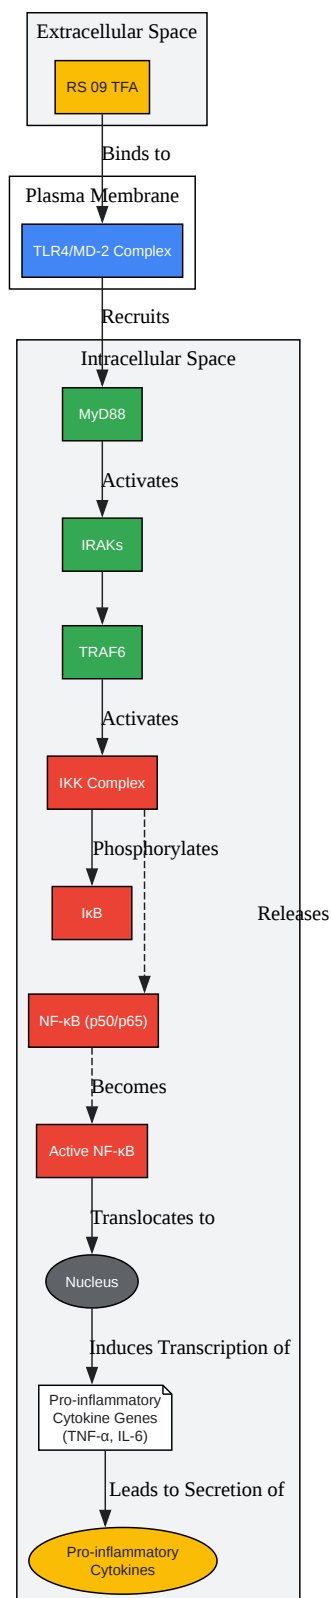 Extracellular Space
RS 09 TFA
Binds to
Plasma Membrane
TLR4/MD-2 Complex
Recruits
Intracellular Space
MyD88
Activates
IRAKs
TRAF6
Activates
IKK Complex
Phosphorylates
IκB
Releases
NF-κB (p50/p65)
Becomes
Active NF-κB
Translocates to
Nucleus
Induces Transcription of
Pro-inflammatory
Cytokine Genes
(TNF-α, IL-6)
Leads to Secretion of
Pro-inflammatory
Cytokines